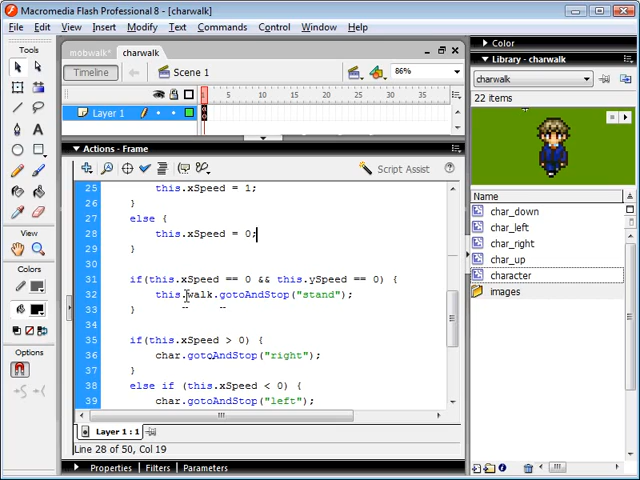 Macromedia Flash Professional 8 - [charwalk]
File Edit View Insert Modify Text Commands Control Window Help
Tools
View
Colors
Options
mobwalk* charwalk
Timeline Scene 1 86%
1 5 10 15 20 25 30 35 40 45
Layer 1
Actions - Frame
Script Assist
25 this.xSpeed = 1;
26 }
27 else {
28 this.xSpeed = 0;
29 }
30
31 if(this.xSpeed == 0 && this.ySpeed == 0) {
32 this.walk.gotoAndStop("stand");
33 }
34
35 if(this.xSpeed > 0) {
36 char.gotoAndStop("right");
37 }
38 else if (this.xSpeed < 0) {
39 char.gotoAndStop("left");
Layer 1 : 1
Line 28 of 50, Col 19
Properties Filters Parameters
Color
Library - charwalk
charwalk
22 items
Name
char_down
char_left
char_right
char_up
character
images